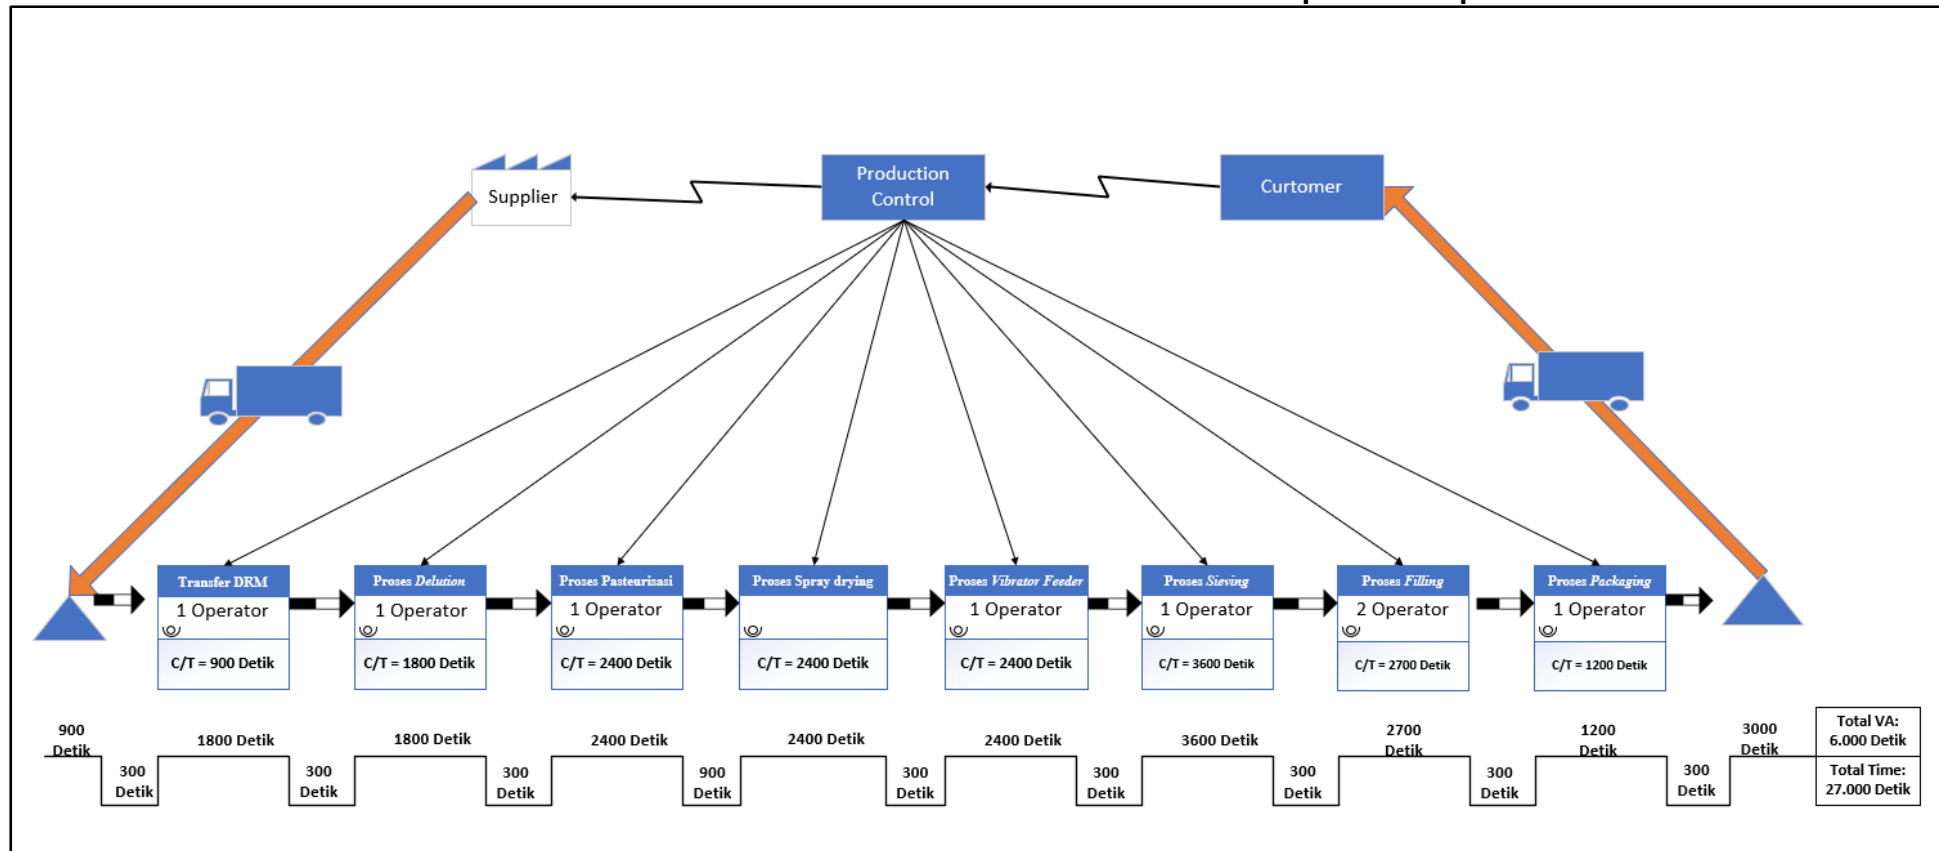 Supplier
Production
Control
Curtomer
Transfer DRM
1 Operator
C/T = 900 Detik
Proses Delution
1 Operator
C/T = 1800 Detik
Proses Pasteurisasi
1 Operator
C/T = 2400 Detik
Proses Spray drying
C/T = 2400 Detik
Proses Vibrator Feeder
1 Operator
C/T = 2400 Detik
Proses Sieving
1 Operator
C/T = 3600 Detik
Proses Filling
2 Operator
C/T = 2700 Detik
Proses Packaging
1 Operator
C/T = 1200 Detik
900
Detik
300
Detik
1800 Detik
300
Detik
1800 Detik
300
Detik
2400 Detik
900
Detik
2400 Detik
300
Detik
2400 Detik
300
Detik
3600 Detik
300
Detik
2700
Detik
300
Detik
1200
Detik
300
Detik
3000
Detik
Total VA:
6.000 Detik
Total Time:
27.000 Detik